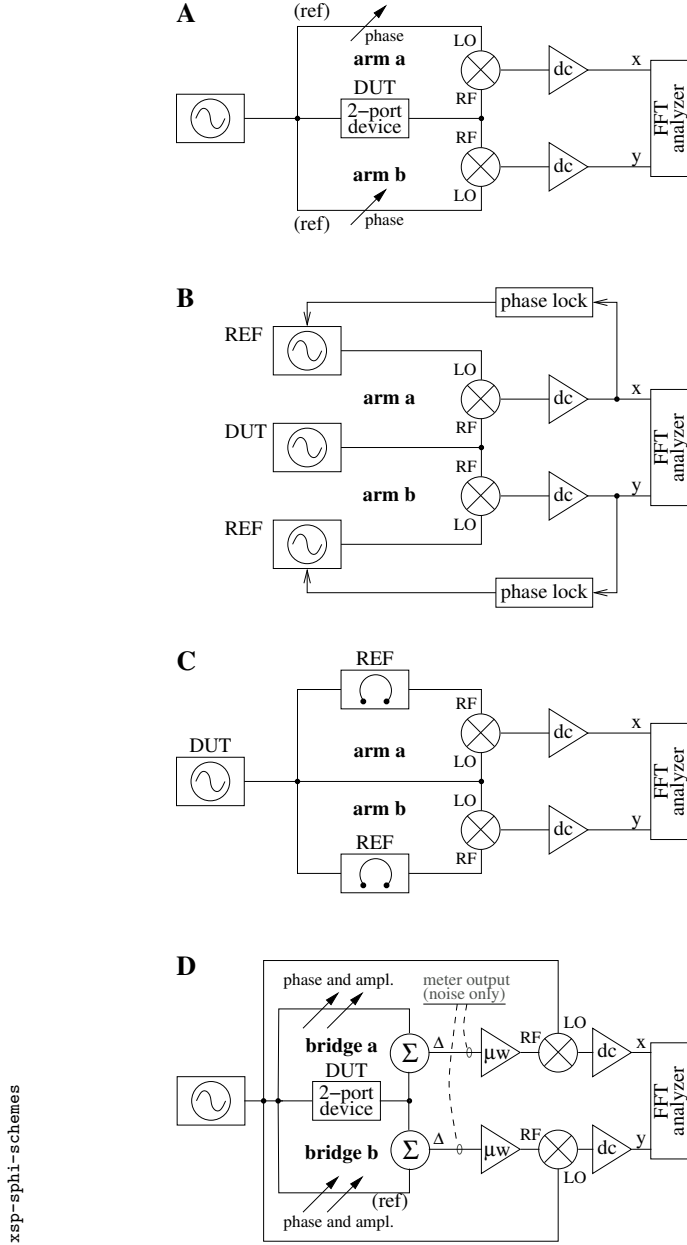 A
(ref)
phase
LO
arm a
dc
x
DUT
RF
2−port
device
FFT
analyzer
RF
arm b
dc
y
LO
(ref)
phase
B
phase lock
REF
LO
arm a
dc
x
RF
DUT
FFT
analyzer
RF
arm b
dc
y
REF
LO
phase lock
C
REF
RF
dc
x
DUT
arm a
LO
FFT
analyzer
arm b
LO
dc
y
REF
RF
D
phase and ampl.
meter output
(noise only)
LO
bridge a
Σ
Δ
μw
RF
dc
x
DUT
2−port
device
FFT
analyzer
bridge b
Σ
Δ
μw
RF
dc
y
LO
(ref)
phase and ampl.
xsp-sphi-schemes